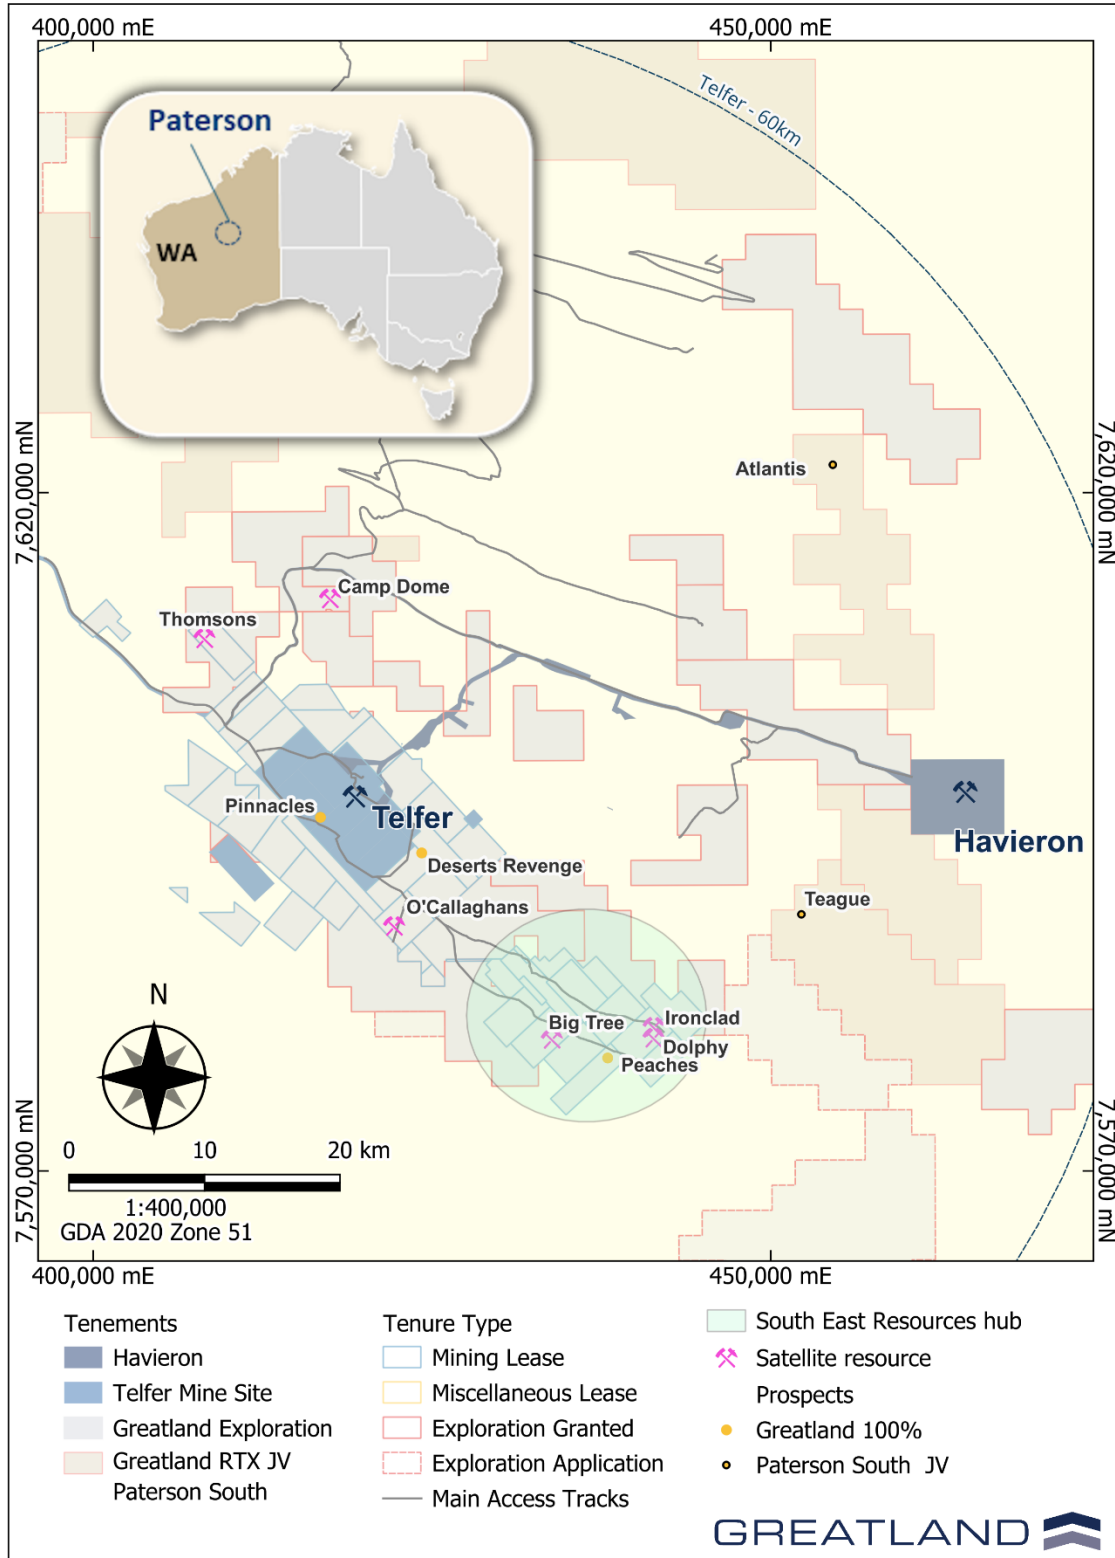 400,000 mE
450,000 mE
Telfer - 60km
Paterson
WA
Atlantis
7,620,000 mN
7,620,000 mN
Camp Dome
Thomsons
Pinnacles
Telfer
Havieron
Deserts Revenge
Teague
O'Callaghans
N
Big Tree
Ironclad
Dolphy
Peaches
7,570,000 mN
7,570,000 mN
0 10 20 km
1:400,000
GDA 2020 Zone 51
400,000 mE
450,000 mE
Tenements
Havieron
Telfer Mine Site
Greatland Exploration
Greatland RTX JV
Paterson South
Tenure Type
Mining Lease
Miscellaneous Lease
Exploration Granted
Exploration Application
Main Access Tracks
South East Resources hub
Satellite resource
Prospects
Greatland 100%
Paterson South JV
GREATLAND